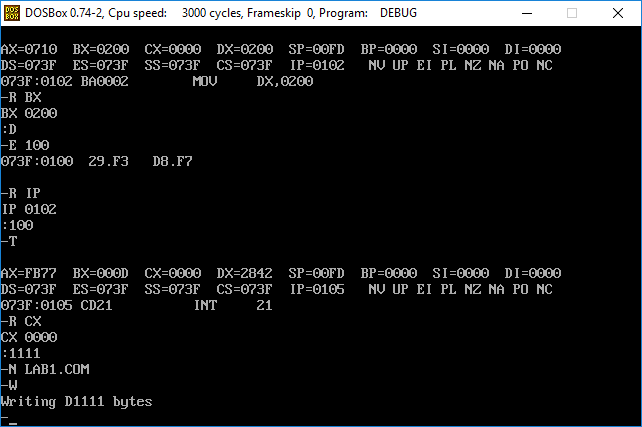 DOSBox 0.74-2, Cpu speed: 3000 cycles, Frameskip 0, Program: DEBUG
AX=0710 BX=0200 CX=0000 DX=0200 SP=00FD BP=0000 SI=0000 DI=0000
DS=073F ES=073F SS=073F CS=073F IP=0102 NV UP EI PL NZ NA PO NC
073F:0102 BA0002 MOV DX,0200
-R BX
BX 0200
:D
-E 100
073F:0100 29.F3 D8.F7
-R IP
IP 0102
:100
-T
AX=FB77 BX=000D CX=0000 DX=2842 SP=00FD BP=0000 SI=0000 DI=0000
DS=073F ES=073F SS=073F CS=073F IP=0105 NV UP EI PL NZ NA PO NC
073F:0105 CD21 INT 21
-R CX
CX 0000
:1111
-N LAB1.COM
-W
Writing D1111 bytes
-_